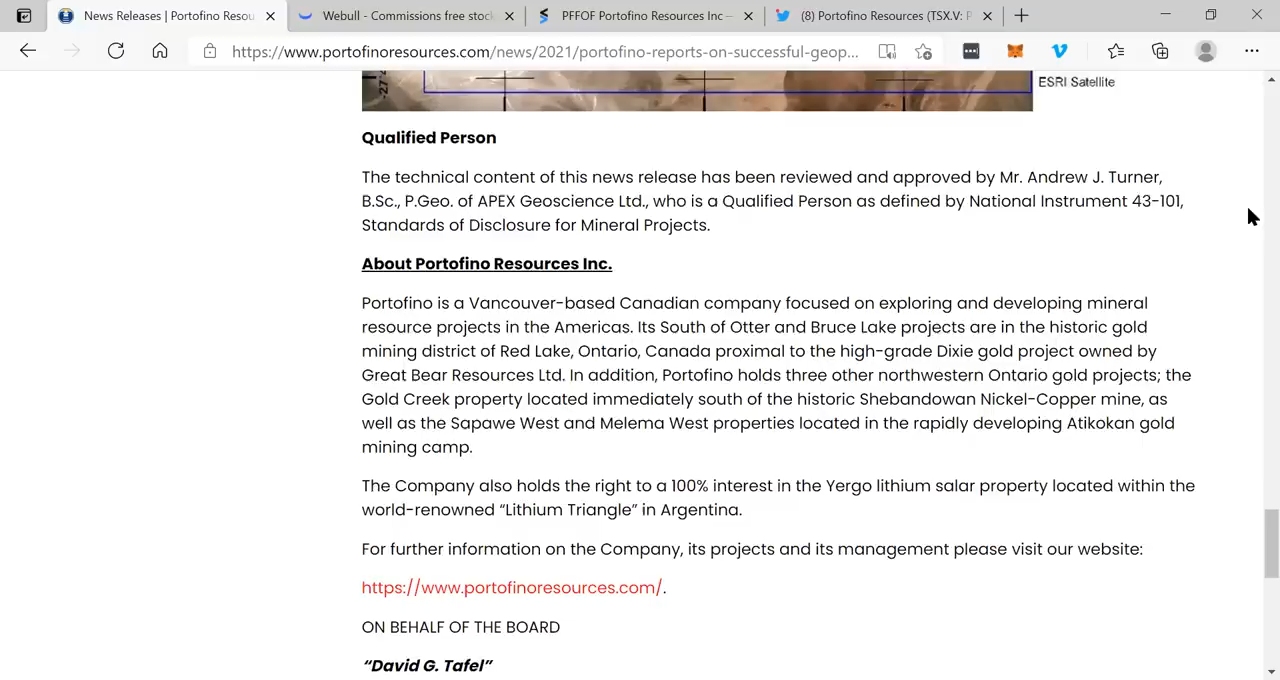 News Releases | Portofino Resou
Webull - Commissions free stoc
PFFOF Portofino Resources Inc –
(8) Portofino Resources (TSX.V: P
https://www.portofinoresources.com/news/2021/portofino-reports-on-successful-geop...
-27°
ESRI Satellite
Qualified Person
The technical content of this news release has been reviewed and approved by Mr. Andrew J. Turner,
B.Sc., P.Geo. of APEX Geoscience Ltd., who is a Qualified Person as defined by National Instrument 43-101,
Standards of Disclosure for Mineral Projects.
About Portofino Resources Inc.
Portofino is a Vancouver-based Canadian company focused on exploring and developing mineral
resource projects in the Americas. Its South of Otter and Bruce Lake projects are in the historic gold
mining district of Red Lake, Ontario, Canada proximal to the high-grade Dixie gold project owned by
Great Bear Resources Ltd. In addition, Portofino holds three other northwestern Ontario gold projects; the
Gold Creek property located immediately south of the historic Shebandowan Nickel-Copper mine, as
well as the Sapawe West and Melema West properties located in the rapidly developing Atikokan gold
mining camp.
The Company also holds the right to a 100% interest in the Yergo lithium salar property located within the
world-renowned “Lithium Triangle” in Argentina.
For further information on the Company, its projects and its management please visit our website:
https://www.portofinoresources.com/.
ON BEHALF OF THE BOARD
“David G. Tafel”